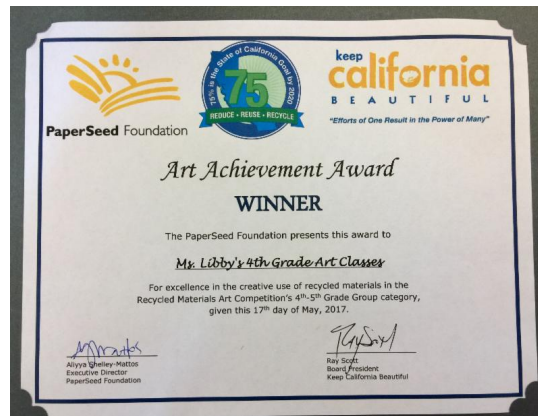 PaperSeed Foundation
75% is the State of California Goal by 2020
75
REDUCE • REUSE • RECYCLE
keep
california
BEAUTIFUL
"Efforts of One Result in the Power of Many"
Art Achievement Award
WINNER
The PaperSeed Foundation presents this award to
Ms. Libby's 4th Grade Art Classes
For excellence in the creative use of recycled materials in the
Recycled Materials Art Competition's 4th-5th Grade Group category,
given this 17th day of May, 2017.
Aliyya Shelley-Mattos
Executive Director
PaperSeed Foundation
Ray Scott
Board President
Keep California Beautiful